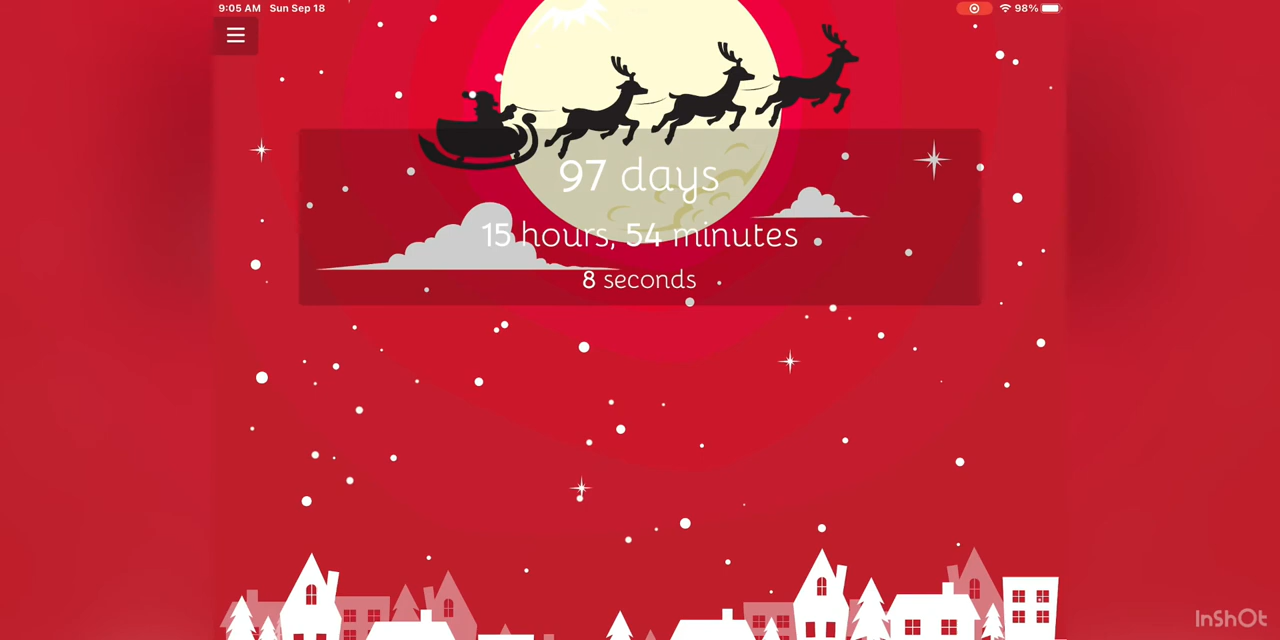 9:05 AM Sun Sep 18 98%
97 days
15 hours, 54 minutes
8 seconds
InShOt